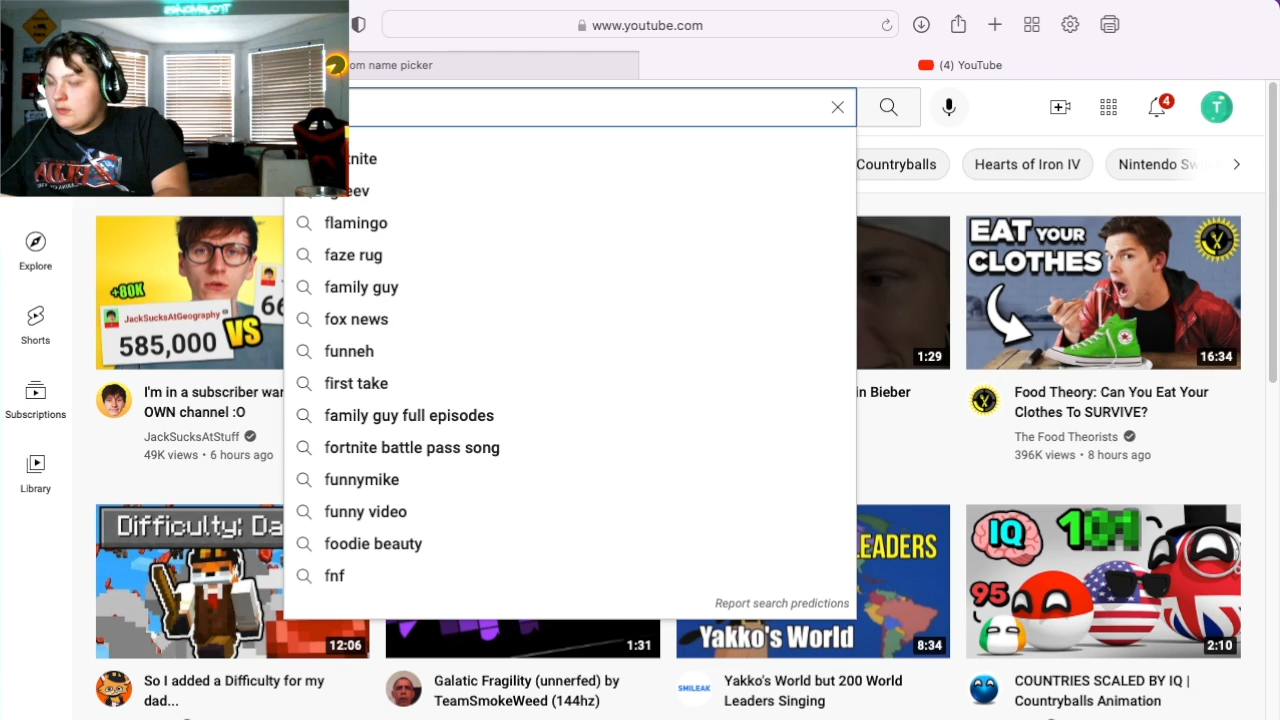 www.youtube.com
om name picker
(4) YouTube
4
T
tnite
eev
flamingo
faze rug
family guy
fox news
funneh
first take
family guy full episodes
fortnite battle pass song
funnymike
funny video
foodie beauty
fnf
Report search predictions
Countryballs
Hearts of Iron IV
Nintendo Sw
Explore
Shorts
Subscriptions
Library
+80K
JackSucksAtGeography
585,000
VS
66
I'm in a subscriber war
OWN channel :O
JackSucksAtStuff
49K views • 6 hours ago
1:29
in Bieber
EAT YOUR
CLOTHES
16:34
Food Theory: Can You Eat Your
Clothes To SURVIVE?
The Food Theorists
396K views • 8 hours ago
Difficulty: Da
12:06
So I added a Difficulty for my
dad...
1:31
Galatic Fragility (unnerfed) by
TeamSmokeWeed (144hz)
LEADERS
Yakko's World
8:34
SMILEAK
Yakko's World but 200 World
Leaders Singing
IQ
101
95
2:10
COUNTRIES SCALED BY IQ |
Countryballs Animation